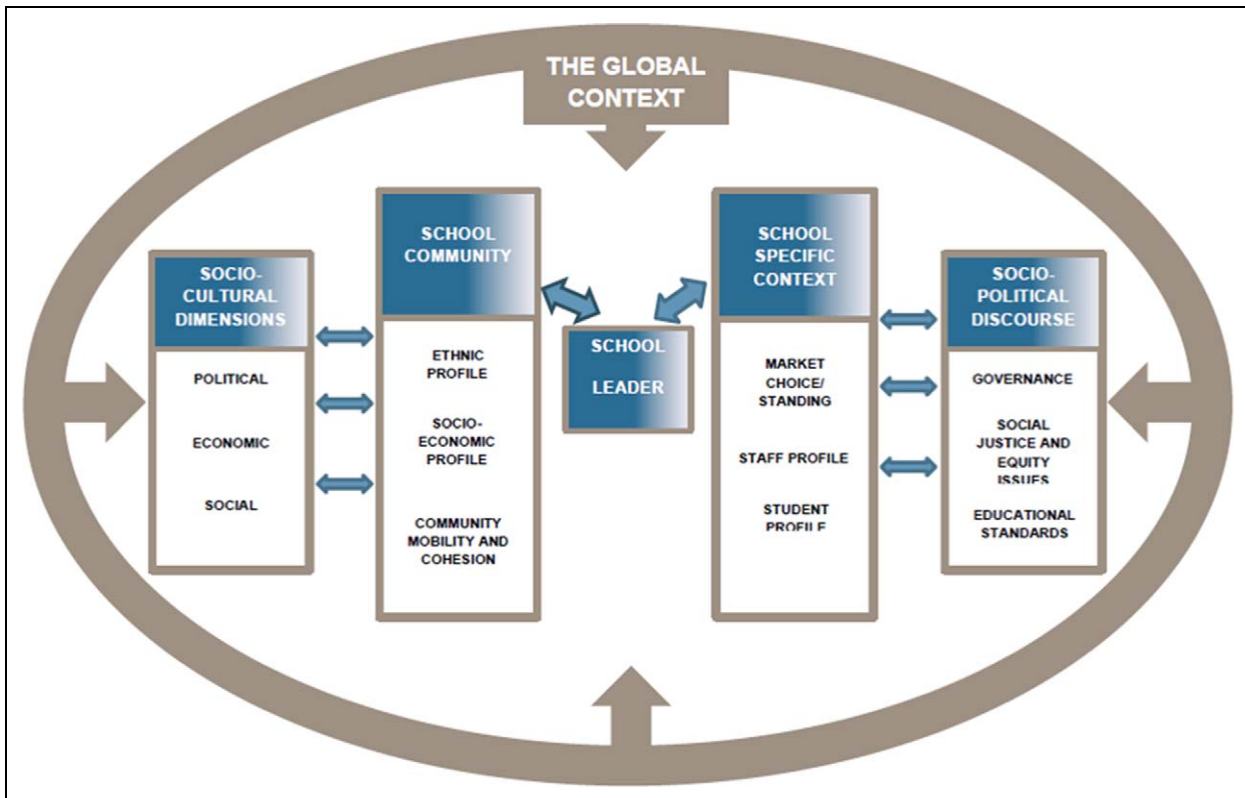 THE GLOBAL
CONTEXT
SOCIO-
CULTURAL
DIMENSIONS
POLITICAL
ECONOMIC
SOCIAL
SCHOOL
COMMUNITY
ETHNIC
PROFILE
SOCIO-
ECONOMIC
PROFILE
COMMUNITY
MOBILITY AND
COHESION
SCHOOL
LEADER
SCHOOL
SPECIFIC
CONTEXT
MARKET
CHOICE/
STANDING
STAFF PROFILE
STUDENT
PROFILE
SOCIO-
POLITICAL
DISCOURSE
GOVERNANCE
SOCIAL
JUSTICE AND
EQUITY
ISSUES
EDUCATIONAL
STANDARDS